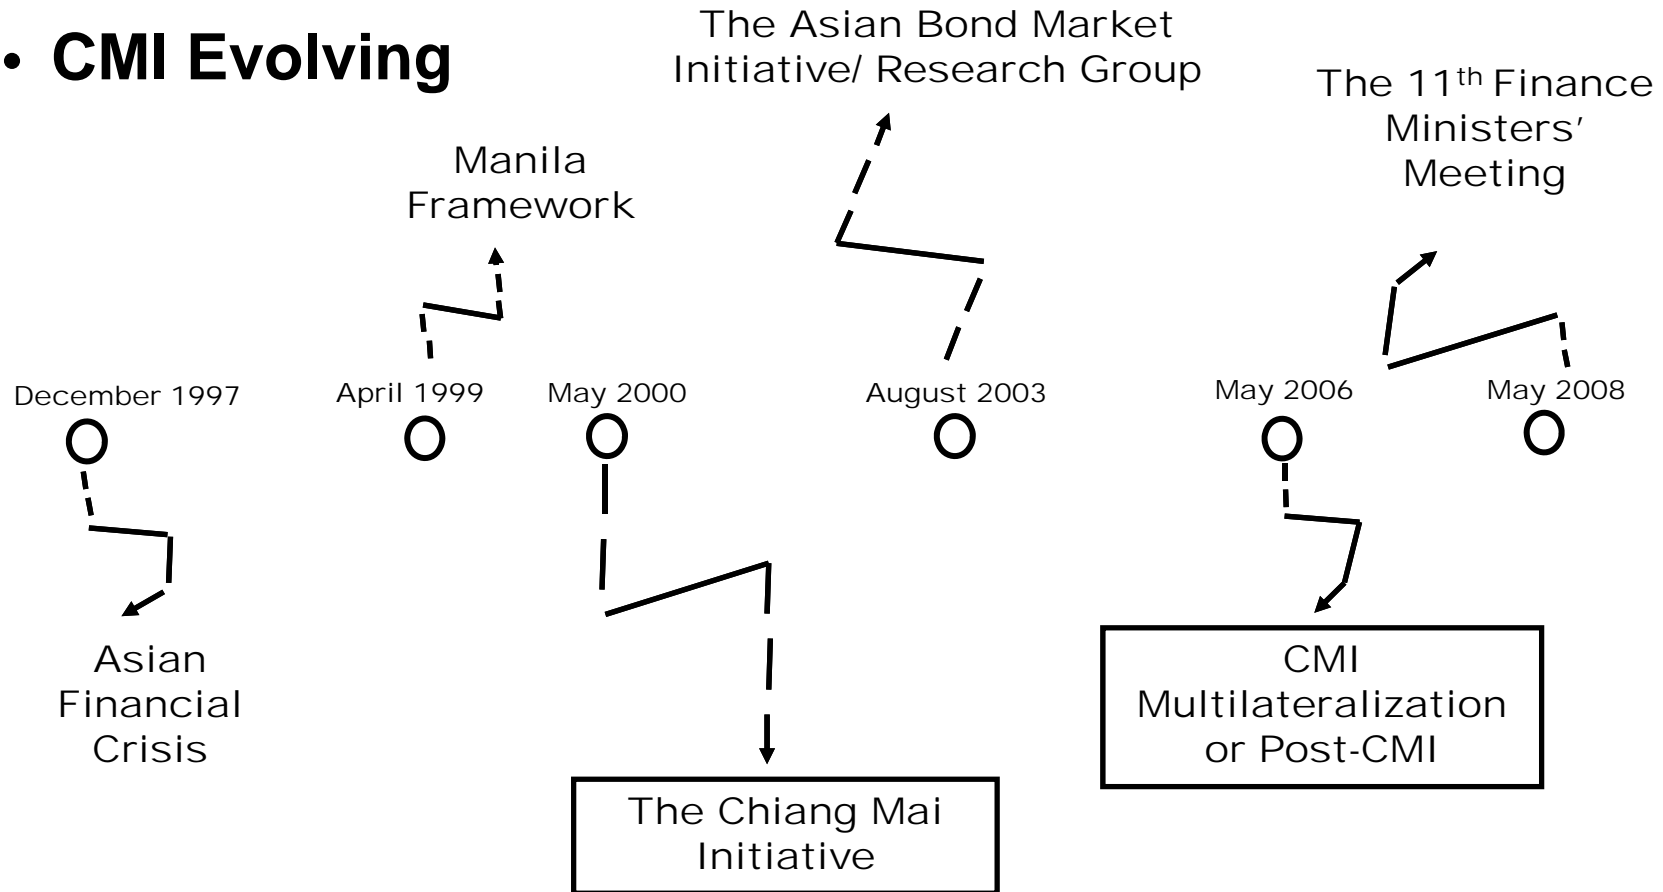 • CMI Evolving
The Asian Bond Market
Initiative/ Research Group
The 11th Finance
Ministers’
Meeting
Manila
Framework
December 1997
April 1999
May 2000
August 2003
May 2006
May 2008
Asian
Financial
Crisis
The Chiang Mai
Initiative
CMI
Multilateralization
or Post-CMI